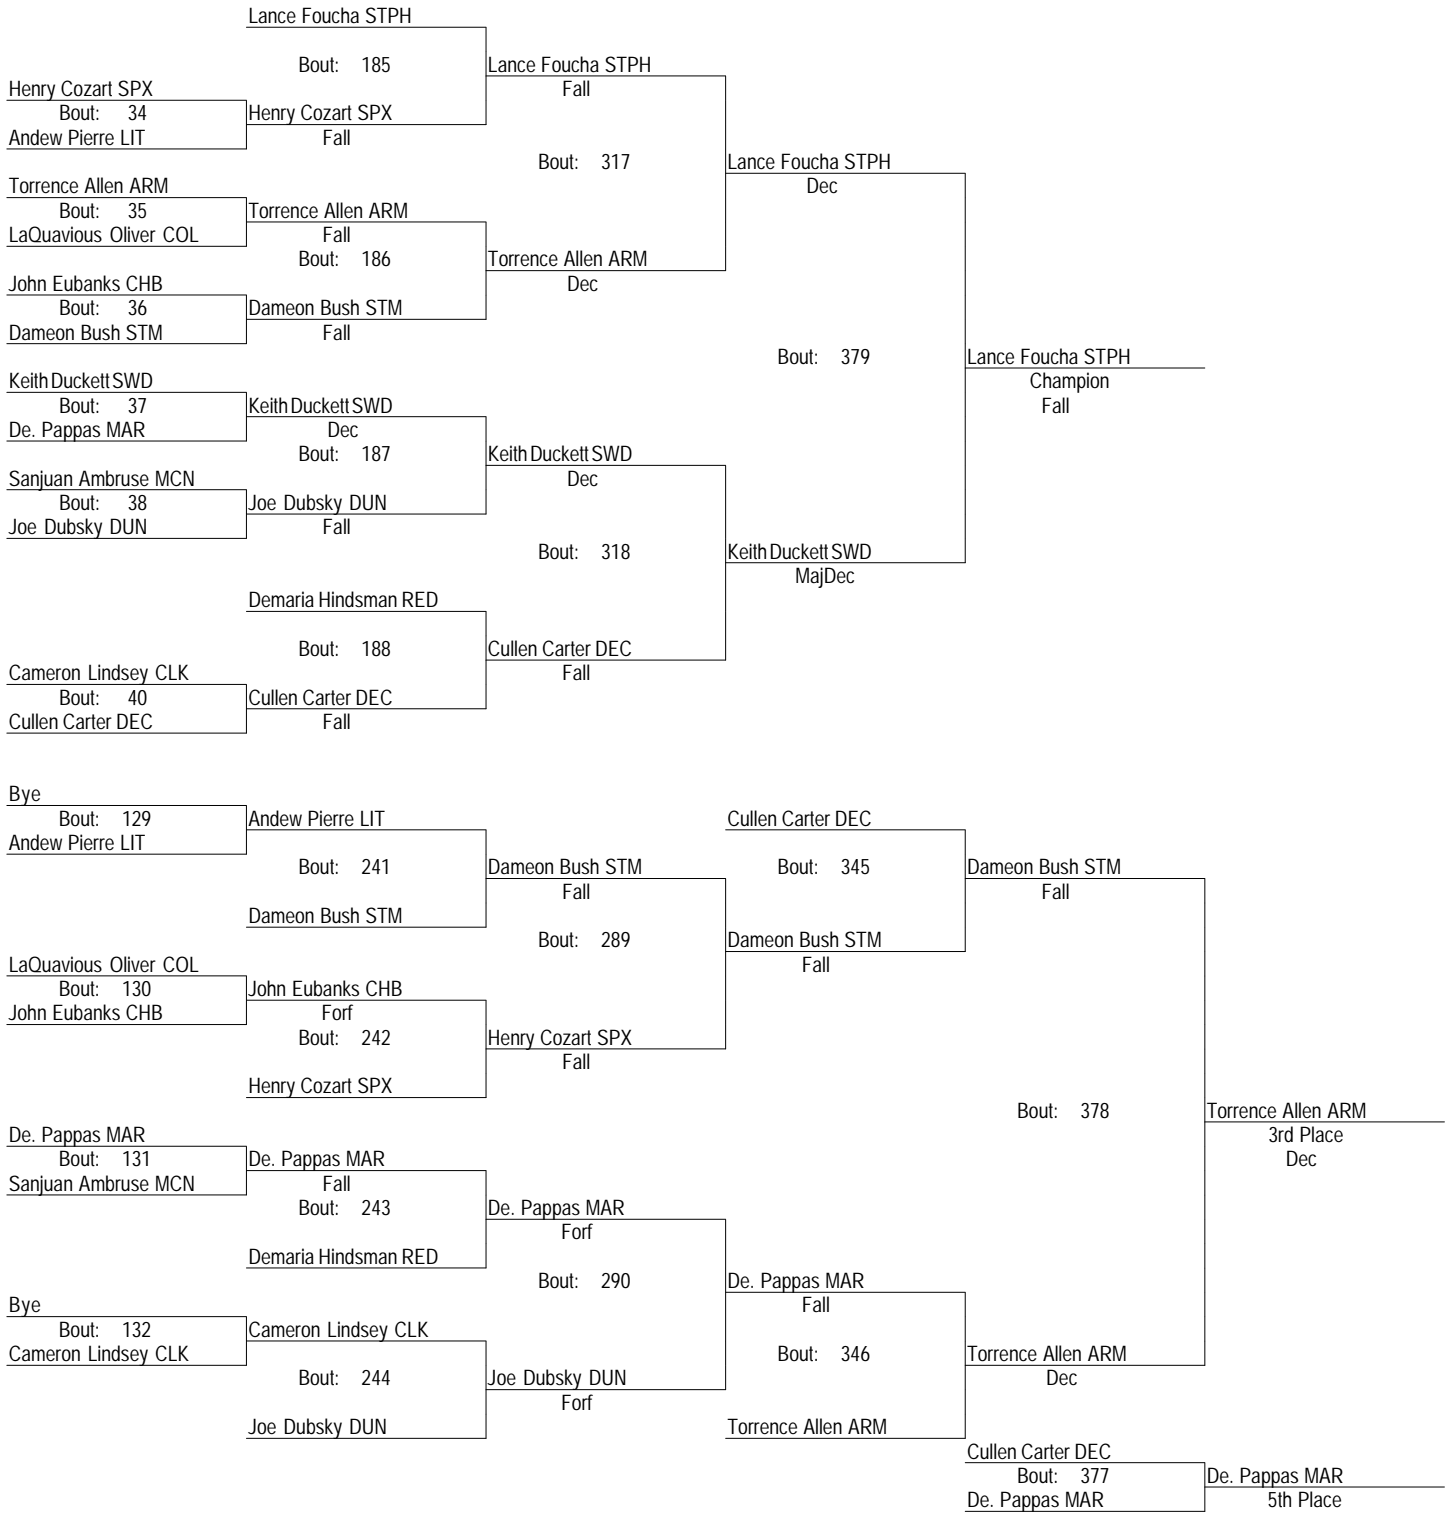 Lance Foucha STPH
Bout: 185
Lance Foucha STPH
Fall
Henry Cozart SPX
Bout: 34
Andew Pierre LIT
Henry Cozart SPX
Fall
Bout: 317
Lance Foucha STPH
Dec
Torrence Allen ARM
Bout: 35
LaQuavious Oliver COL
Torrence Allen ARM
Fall
Bout: 186
Torrence Allen ARM
Dec
John Eubanks CHB
Bout: 36
Dameon Bush STM
Dameon Bush STM
Fall
Bout: 379
Lance Foucha STPH
Champion
Fall
Keith Duckett SWD
Bout: 37
De. Pappas MAR
Keith Duckett SWD
Dec
Bout: 187
Keith Duckett SWD
Dec
Sanjuan Ambruse MCN
Bout: 38
Joe Dubsky DUN
Joe Dubsky DUN
Fall
Bout: 318
Keith Duckett SWD
MajDec
Demaria Hindsman RED
Bout: 188
Cullen Carter DEC
Fall
Cameron Lindsey CLK
Bout: 40
Cullen Carter DEC
Cullen Carter DEC
Fall
Bye
Bout: 129
Andew Pierre LIT
Andew Pierre LIT
Bout: 241
Dameon Bush STM
Dameon Bush STM
Fall
Cullen Carter DEC
Bout: 345
Dameon Bush STM
Fall
Bout: 289
Dameon Bush STM
Fall
LaQuavious Oliver COL
Bout: 130
John Eubanks CHB
John Eubanks CHB
Forf
Bout: 242
Henry Cozart SPX
Henry Cozart SPX
Fall
Bout: 378
Torrence Allen ARM
3rd Place
Dec
De. Pappas MAR
Bout: 131
Sanjuan Ambruse MCN
De. Pappas MAR
Fall
Bout: 243
Demaria Hindsman RED
De. Pappas MAR
Forf
Bout: 290
De. Pappas MAR
Fall
Bye
Bout: 132
Cameron Lindsey CLK
Cameron Lindsey CLK
Bout: 244
Joe Dubsky DUN
Joe Dubsky DUN
Forf
Bout: 346
Torrence Allen ARM
Torrence Allen ARM
Dec
Cullen Carter DEC
Bout: 377
De. Pappas MAR
De. Pappas MAR
5th Place